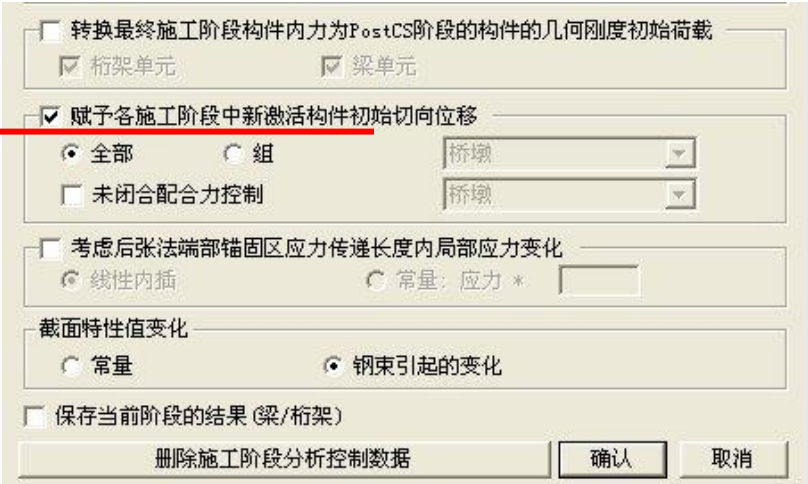 转换最终施工阶段构件内力为PostCS阶段的构件的几何刚度初始荷载
桁架单元 梁单元
赋予各施工阶段中新激活构件初始切向位移
全部 组 桥墩
未闭合配合力控制 桥墩
考虑后张法端部锚固区应力传递长度内局部应力变化
线性内插 常量: 应力 *
截面特性值变化
常量 钢束引起的变化
保存当前阶段的结果(梁/桁架)
删除施工阶段分析控制数据 确认 取消